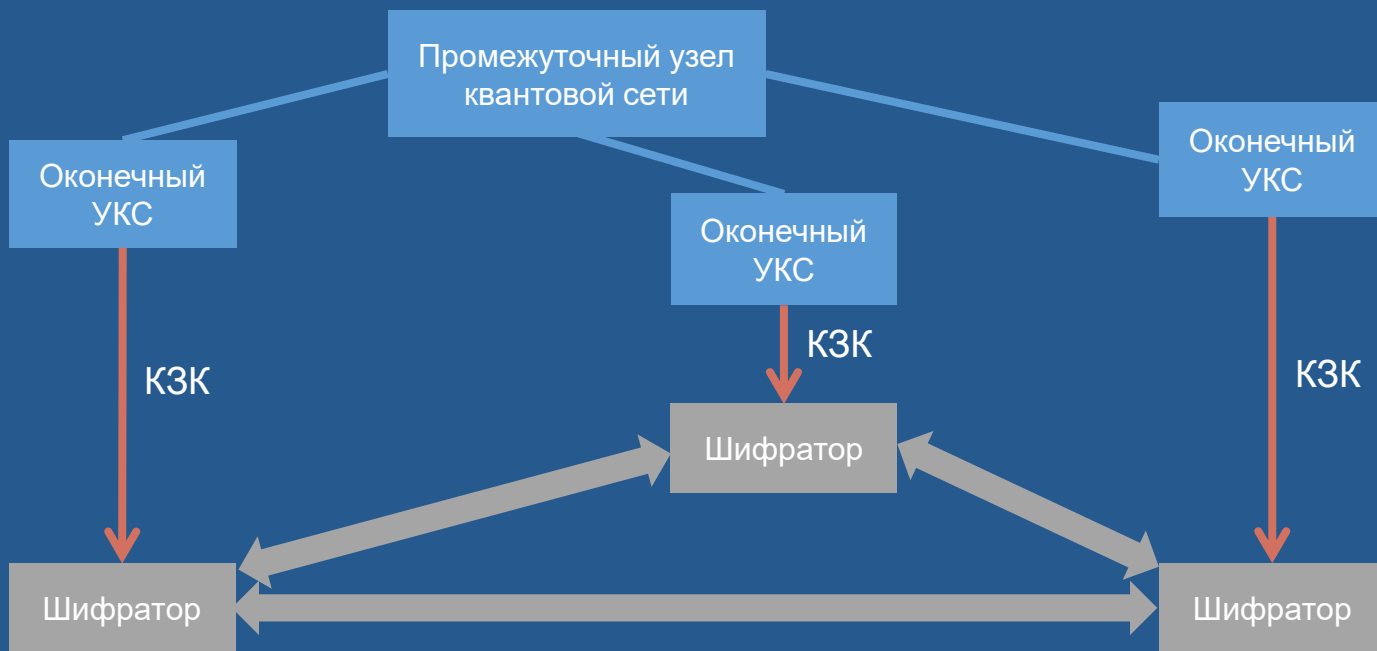 Промежуточный узел
квантовой сети
Оконечный
УКС
Оконечный
УКС
Оконечный
УКС
КЗК
КЗК
КЗК
Шифратор
Шифратор
Шифратор